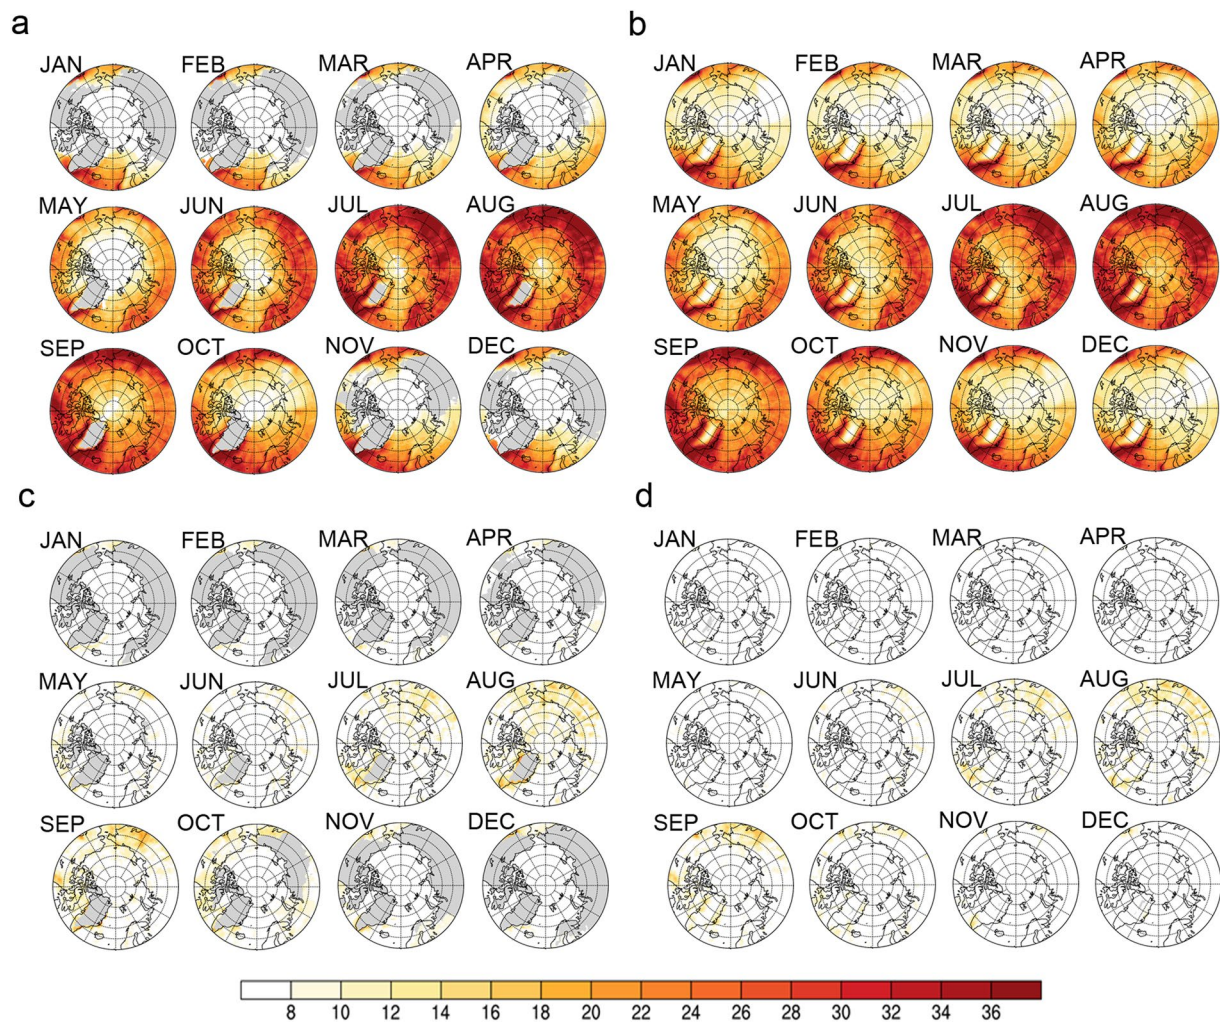 a
JAN FEB MAR APR
MAY JUN JUL AUG
SEP OCT NOV DEC
b
JAN FEB MAR APR
MAY JUN JUL AUG
SEP OCT NOV DEC
c
JAN FEB MAR APR
MAY JUN JUL AUG
SEP OCT NOV DEC
d
JAN FEB MAR APR
MAY JUN JUL AUG
SEP OCT NOV DEC
8 10 12 14 16 18 20 22 24 26 28 30 32 34 36